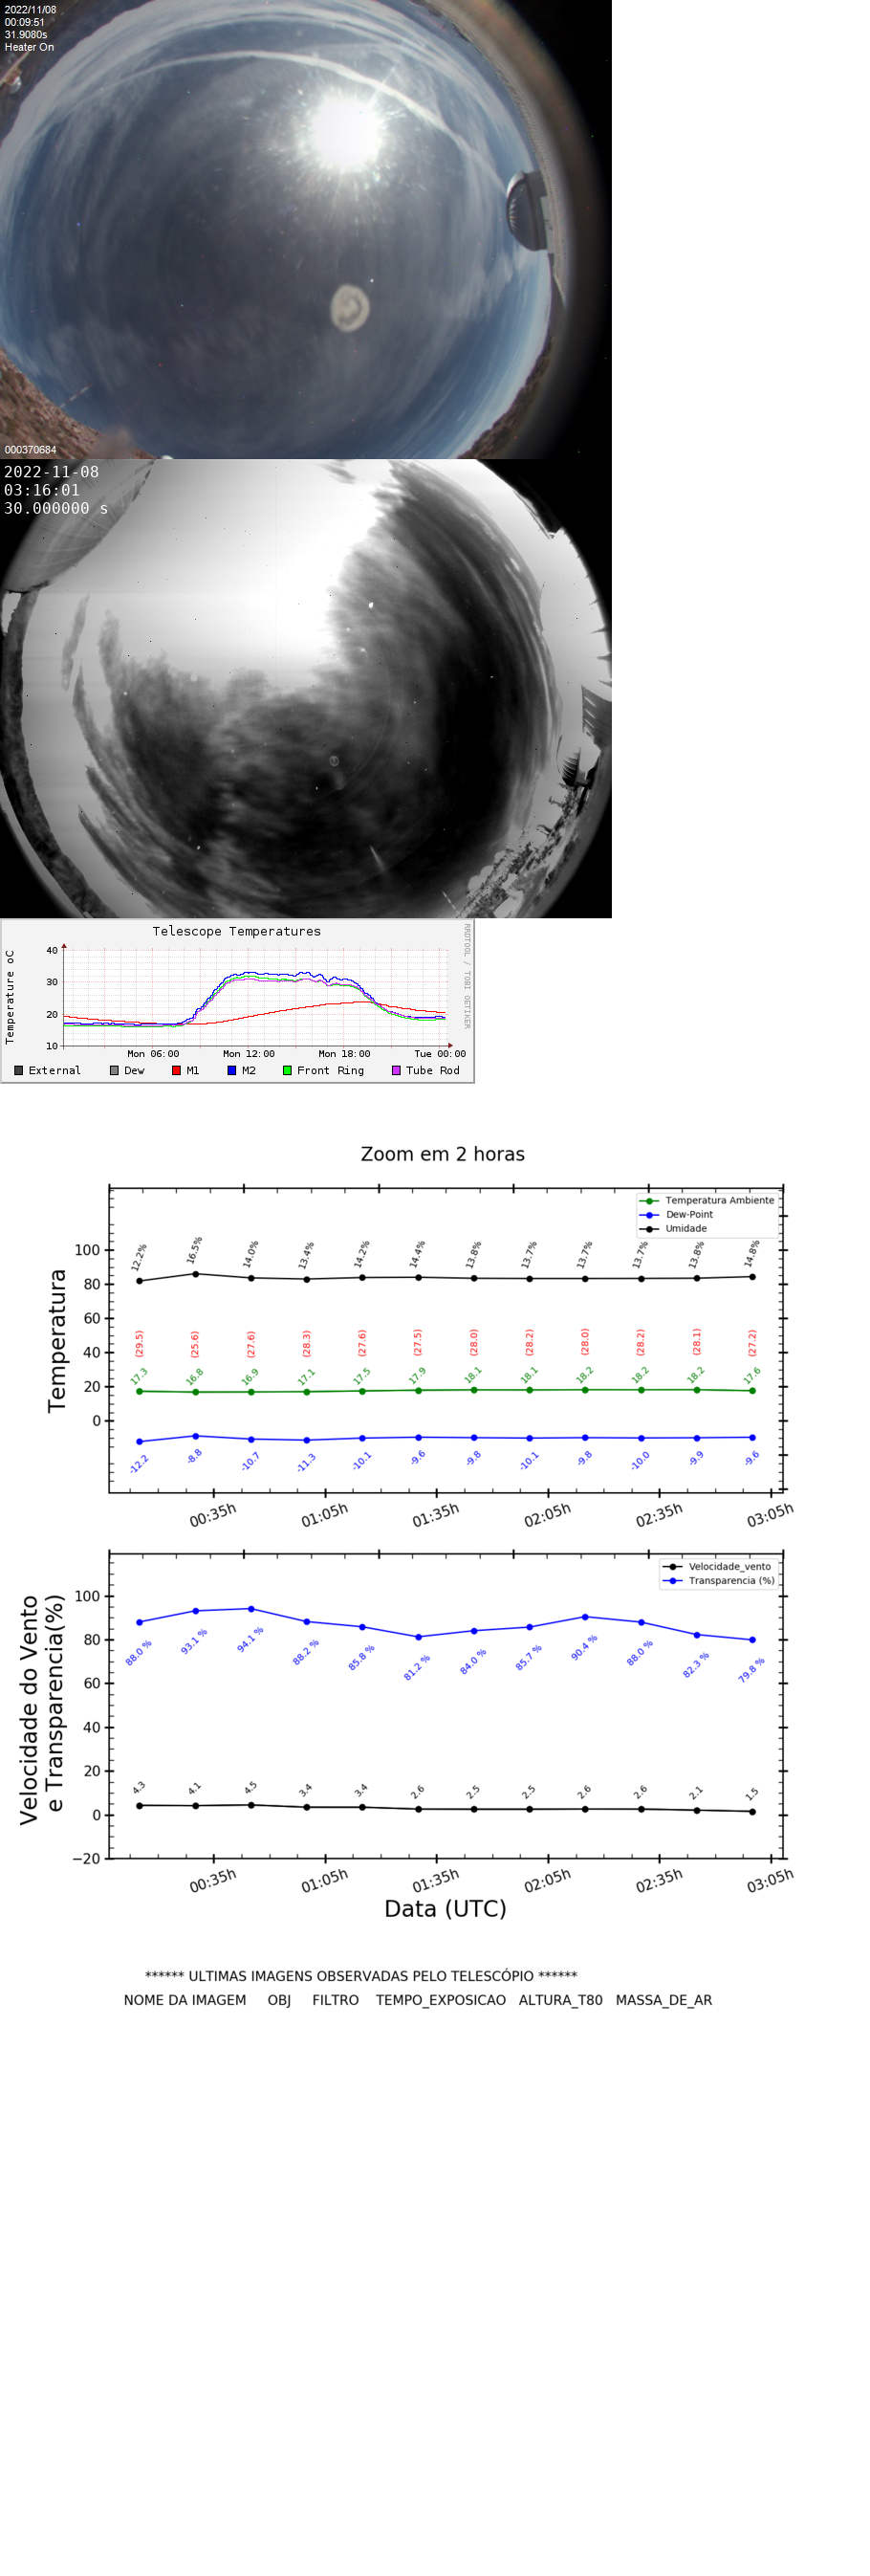 2022/11/08
00:09:51
31.9080s
Heater On
000370684
2022-11-08
03:16:01
30.000000 s
Telescope Temperatures
RRDTOOL / TOBI OETIKER
Temperature oC
40
30
20
10
Mon 06:00 Mon 12:00 Mon 18:00 Tue 00:00
External Dew M1 M2 Front Ring Tube Rod
Zoom em 2 horas
Temperatura Ambiente
Dew-Point
Umidade
Temperatura
100
80
60
40
20
0
12.2% 16.5% 14.0% 13.4% 14.2% 14.4% 13.8% 13.7% 13.7% 13.7% 13.8% 14.8%
(29.5) (25.6) (27.6) (28.3) (27.6) (27.5) (28.0) (28.2) (28.0) (28.2) (28.1) (27.2)
17.3 16.8 16.9 17.1 17.5 17.9 18.1 18.1 18.2 18.2 18.2 17.6
-12.2 -8.8 -10.7 -11.3 -10.1 -9.6 -9.8 -10.1 -9.8 -10.0 -9.9 -9.6
00:35h 01:05h 01:35h 02:05h 02:35h 03:05h
Velocidade_vento
Transparencia (%)
Velocidade do Vento
e Transparencia(%)
100
80
60
40
20
0
−20
88.0 % 93.1 % 94.1 % 88.2 % 85.8 % 81.2 % 84.0 % 85.7 % 90.4 % 88.0 % 82.3 % 79.8 %
4.3 4.1 4.5 3.4 3.4 2.6 2.5 2.5 2.6 2.6 2.1 1.5
00:35h 01:05h 01:35h 02:05h 02:35h 03:05h
Data (UTC)
****** ULTIMAS IMAGENS OBSERVADAS PELO TELESCÓPIO ******
NOME DA IMAGEM OBJ FILTRO TEMPO_EXPOSICAO ALTURA_T80 MASSA_DE_AR